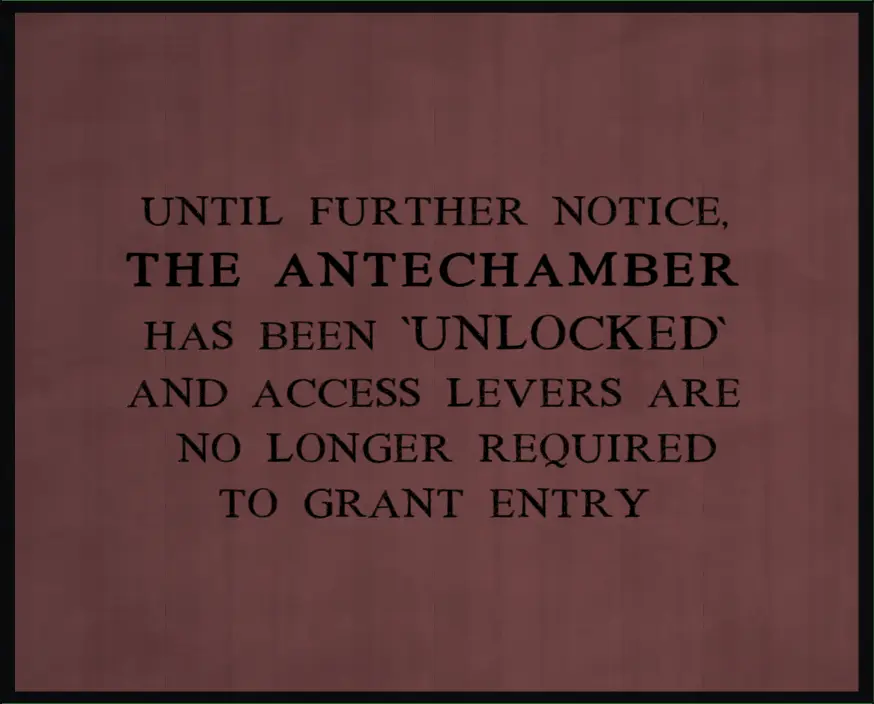 UNTIL FURTHER NOTICE,
THE ANTECHAMBER
HAS BEEN `UNLOCKED`
AND ACCESS LEVERS ARE
NO LONGER REQUIRED
TO GRANT ENTRY